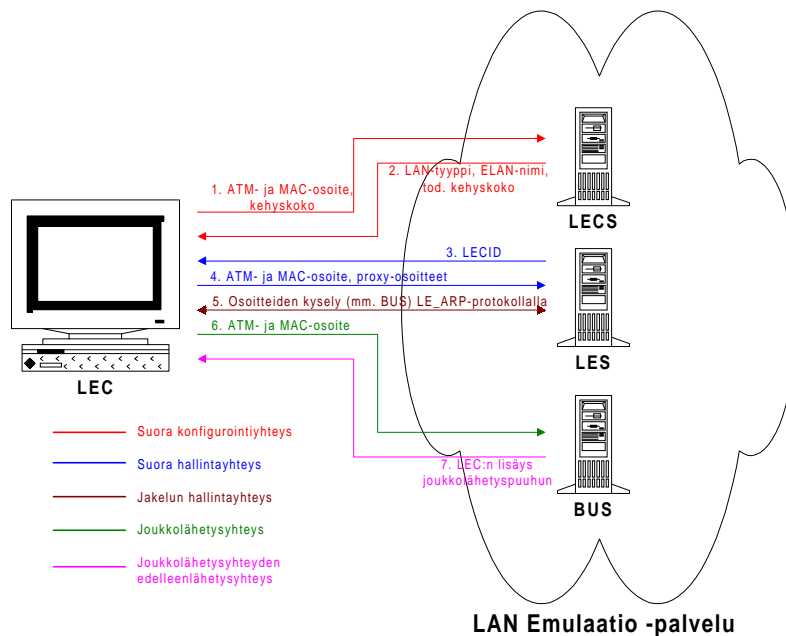 1. ATM- ja MAC-osoite,
kehyskoko
2. LAN-tyyppi, ELAN-nimi,
tod. kehyskoko
LECS
3. LECID
4. ATM- ja MAC-osoite, proxy-osoitteet
5. Osoitteiden kysely (mm. BUS) LE_ARP-protokollalla
6. ATM- ja MAC-osoite
LES
LEC
7. LEC:n lisäys
joukkolähetyspuuhun
BUS
Suora konfigurointiyhteys
Suora hallintayhteys
Jakelun hallintayhteys
Joukkolähetysyhteys
Joukkolähetysyhteyden
edelleenlähetysyhteys
LAN Emulaatio -palvelu